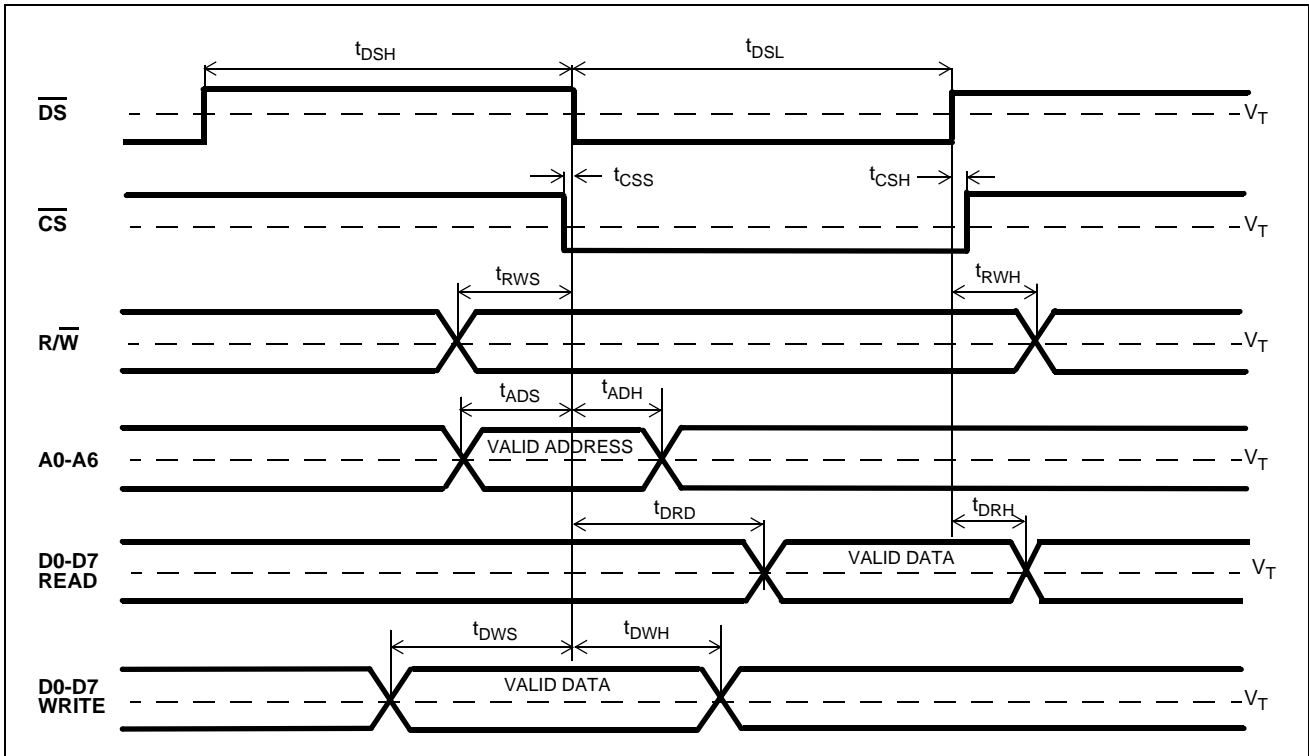 tDSH tDSL
DS VT
tCSS tCSH
CS VT
tRWS tRWH
R/W VT
tADS tADH
A0-A6 VALID ADDRESS VT
tDRD tDRH
D0-D7
READ VALID DATA VT
tDWS tDWH
D0-D7
WRITE VALID DATA VT